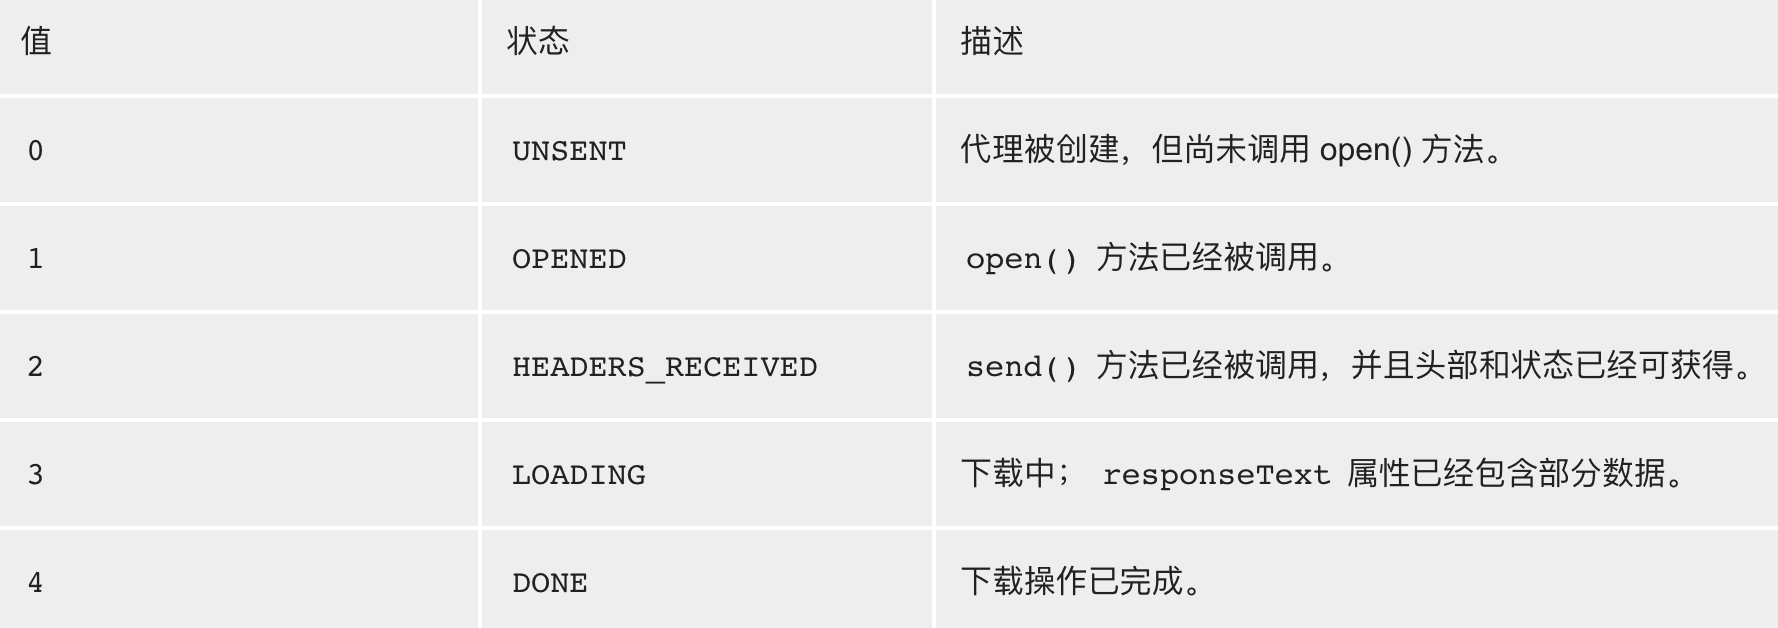 值 状态 描述
0 UNSENT 代理被创建，但尚未调用 open() 方法。
1 OPENED open() 方法已经被调用。
2 HEADERS_RECEIVED send() 方法已经被调用，并且头部和状态已经可获得。
3 LOADING 下载中； responseText 属性已经包含部分数据。
4 DONE 下载操作已完成。